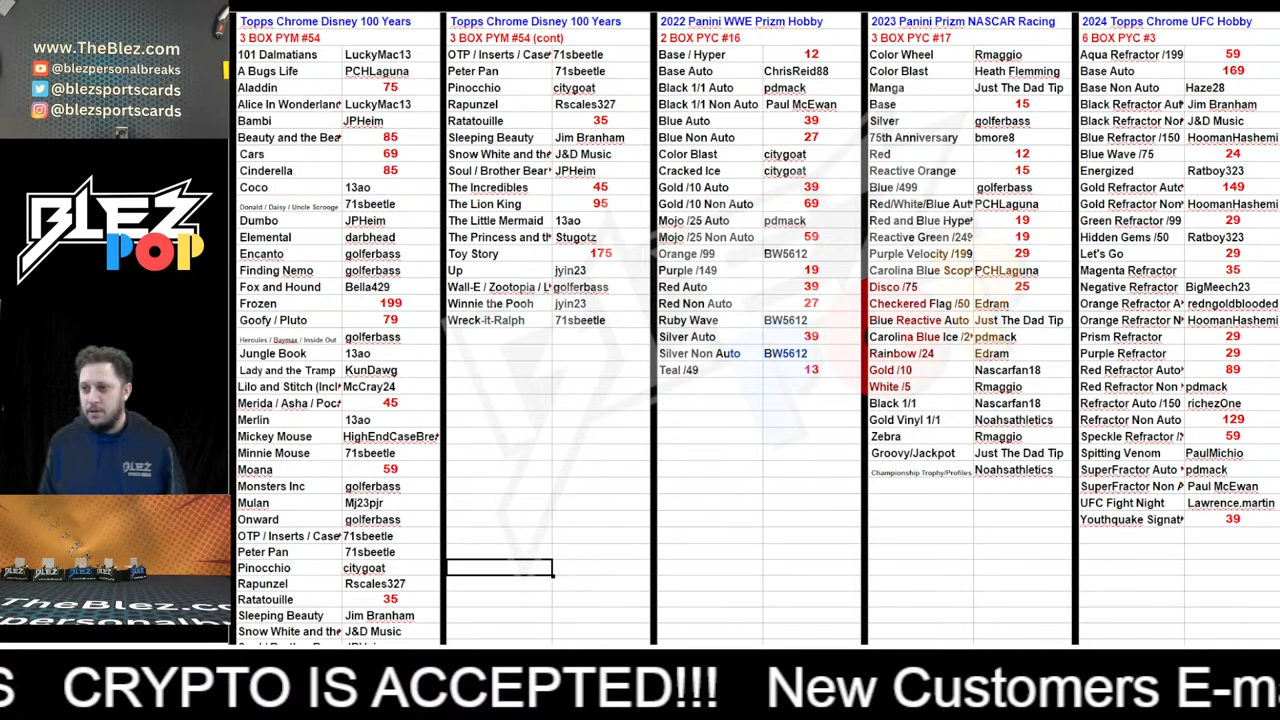 www.TheBlez.com
@blezpersonalbreaks
@blezsportscards
@blezsportscards
BLEZ
POP
BLEZ
TheBlez.Co
Topps Chrome Disney 100 Years
3 BOX PYM #54
101 Dalmatians LuckyMac13
A Bugs Life PCHLaguna
Aladdin 75
Alice In Wonderlan LuckyMac13
Bambi JPHeim
Beauty and the Bea 85
Cars 69
Cinderella 85
Coco 13ao
Donald / Daisy / Uncle Scrooge 71sbeetle
Dumbo JPHeim
Elemental darbhead
Encanto golferbass
Finding Nemo golferbass
Fox and Hound Bella429
Frozen 199
Goofy / Pluto 79
Hercules / Baymax / Inside Out golferbass
Jungle Book 13ao
Lady and the Tramp KunDawg
Lilo and Stitch (Incl McCray24
Merida / Asha / Poc 45
Merlin 13ao
Mickey Mouse HighEndCaseBre
Minnie Mouse 71sbeetle
Moana 59
Monsters Inc golferbass
Mulan Mj23pjr
Onward golferbass
OTP / Inserts / Case 71sbeetle
Peter Pan 71sbeetle
Pinocchio citygoat
Rapunzel Rscales327
Ratatouille 35
Sleeping Beauty Jim Branham
Snow White and the J&D Music
Topps Chrome Disney 100 Years
3 BOX PYM #54 (cont)
OTP / Inserts / Case 71sbeetle
Peter Pan 71sbeetle
Pinocchio citygoat
Rapunzel Rscales327
Ratatouille 35
Sleeping Beauty Jim Branham
Snow White and the J&D Music
Soul / Brother Bear JPHeim
The Incredibles 45
The Lion King 95
The Little Mermaid 13ao
The Princess and th Stugotz
Toy Story 175
Up jyin23
Wall-E / Zootopia / L golferbass
Winnie the Pooh jyin23
Wreck-it-Ralph 71sbeetle
2022 Panini WWE Prizm Hobby
2 BOX PYC #16
Base / Hyper 12
Base Auto ChrisReid88
Black 1/1 Auto pdmack
Black 1/1 Non Auto Paul McEwan
Blue Auto 39
Blue Non Auto 27
Color Blast citygoat
Cracked Ice citygoat
Gold /10 Auto 39
Gold /10 Non Auto 69
Mojo /25 Auto pdmack
Mojo /25 Non Auto 59
Orange /99 BW5612
Purple /149 19
Red Auto 39
Red Non Auto 27
Ruby Wave BW5612
Silver Auto 39
Silver Non Auto BW5612
Teal /49 13
2023 Panini Prizm NASCAR Racing
3 BOX PYC #17
Color Wheel Rmaggio
Color Blast Heath Flemming
Manga Just The Dad Tip
Base 15
Silver golferbass
75th Anniversary bmore8
Red 12
Reactive Orange 15
Blue /499 golferbass
Red/White/Blue Aut PCHLaguna
Red and Blue Hype 19
Reactive Green /249 19
Purple Velocity /199 29
Carolina Blue Scop PCHLaguna
Disco /75 25
Checkered Flag /50 Edram
Blue Reactive Auto Just The Dad Tip
Carolina Blue Ice /2 pdmack
Rainbow /24 Edram
Gold /10 Nascarfan18
White /5 Rmaggio
Black 1/1 Nascarfan18
Gold Vinyl 1/1 Noahsathletics
Zebra Rmaggio
Groovy/Jackpot Just The Dad Tip
Championship Trophy/Profiles Noahsathletics
2024 Topps Chrome UFC Hobby
6 BOX PYC #3
Aqua Refractor /199 59
Base Auto 169
Base Non Auto Haze28
Black Refractor Aut Jim Branham
Black Refractor No J&D Music
Blue Refractor /150 HoomanHashemi
Blue Wave /75 24
Energized Ratboy323
Gold Refractor Aut 149
Gold Refractor Non HoomanHashemi
Green Refractor /99 29
Hidden Gems /50 Ratboy323
Let's Go 29
Magenta Refractor 35
Negative Refractor BigMeech23
Orange Refractor A redngoldblooded
Orange Refractor N HoomanHashemi
Prism Refractor 29
Purple Refractor 29
Red Refractor Auto 89
Red Refractor Non pdmack
Refractor Auto /150 richezOne
Refractor Non Auto 129
Speckle Refractor / 59
Spitting Venom PaulMichio
SuperFractor Auto pdmack
SuperFractor Non A Paul McEwan
UFC Fight Night Lawrence.martin
Youthquake Signat 39
S CRYPTO IS ACCEPTED!!! New Customers E-ma